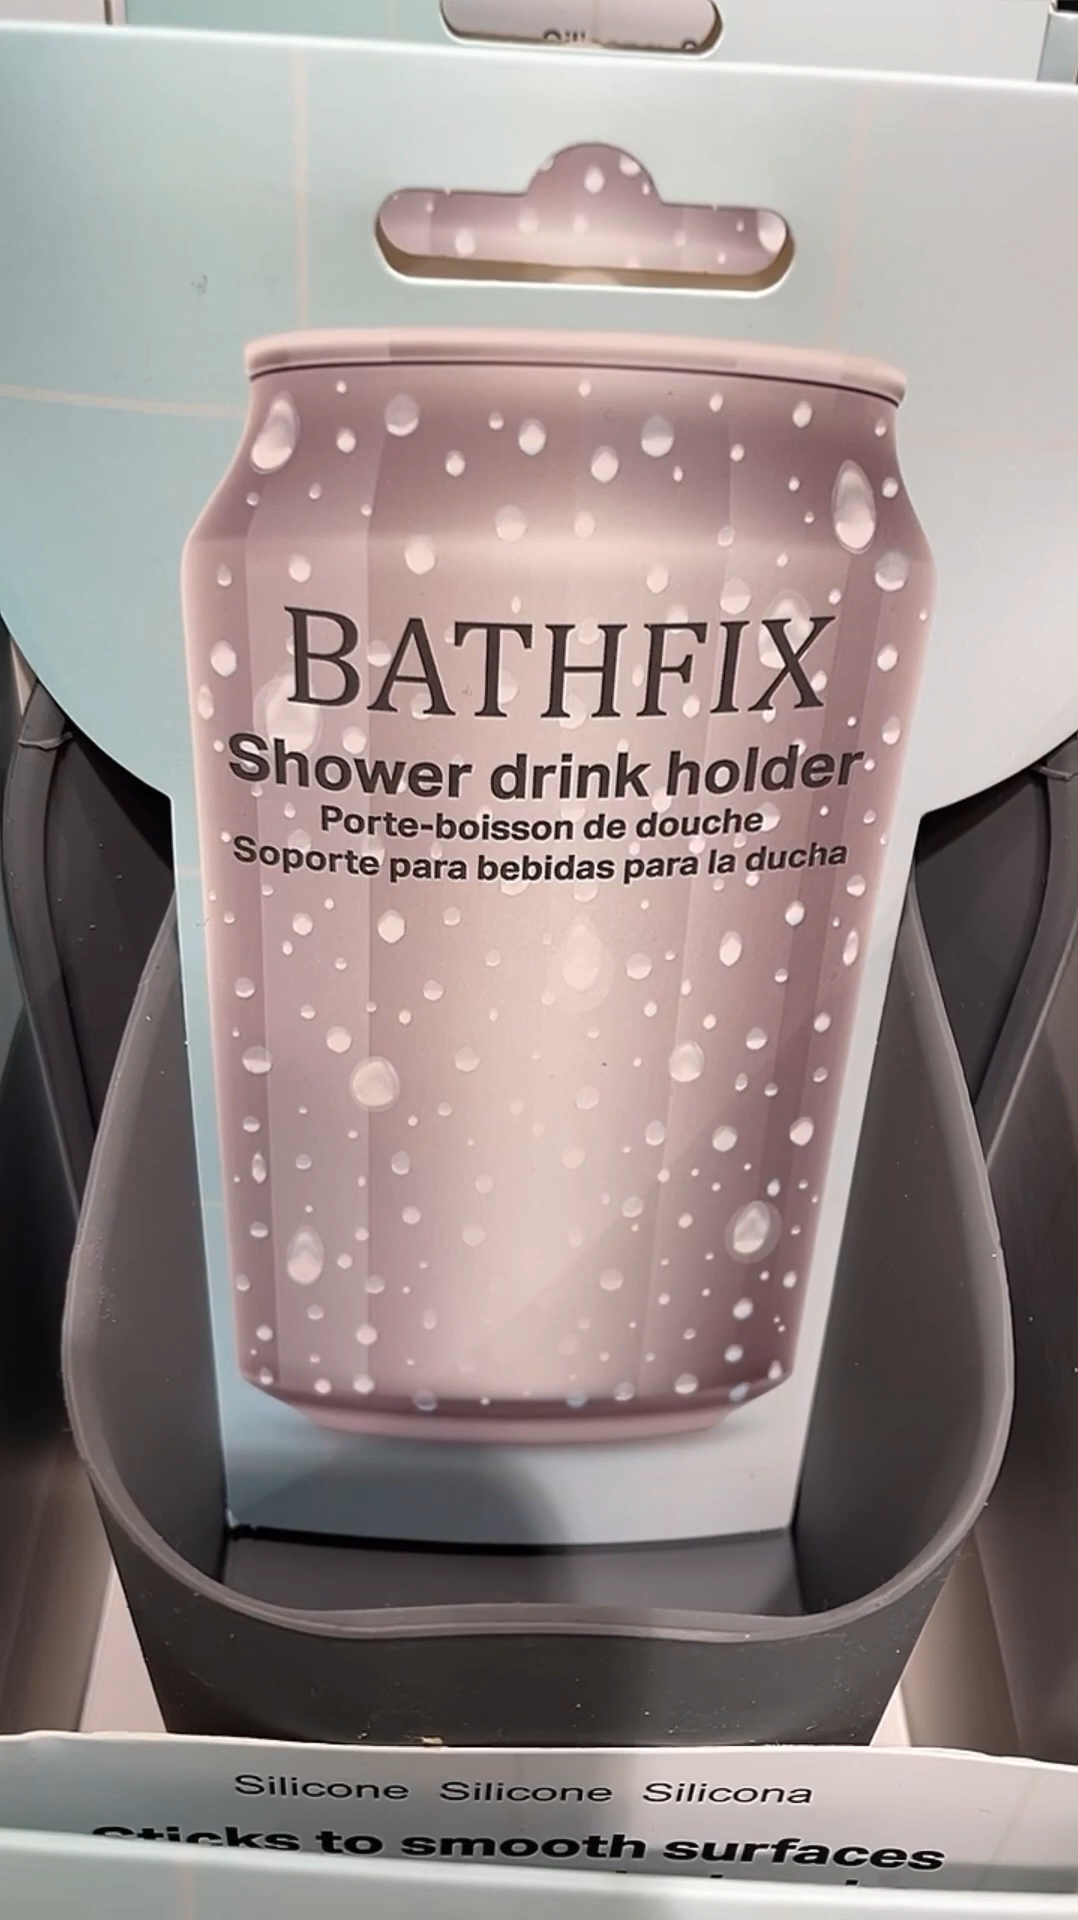 BATHFIX
Shower drink holder
Porte-boisson de douche
Soporte para bebidas para la ducha
Silicone Silicone Silicona
Sticks to smooth surfaces